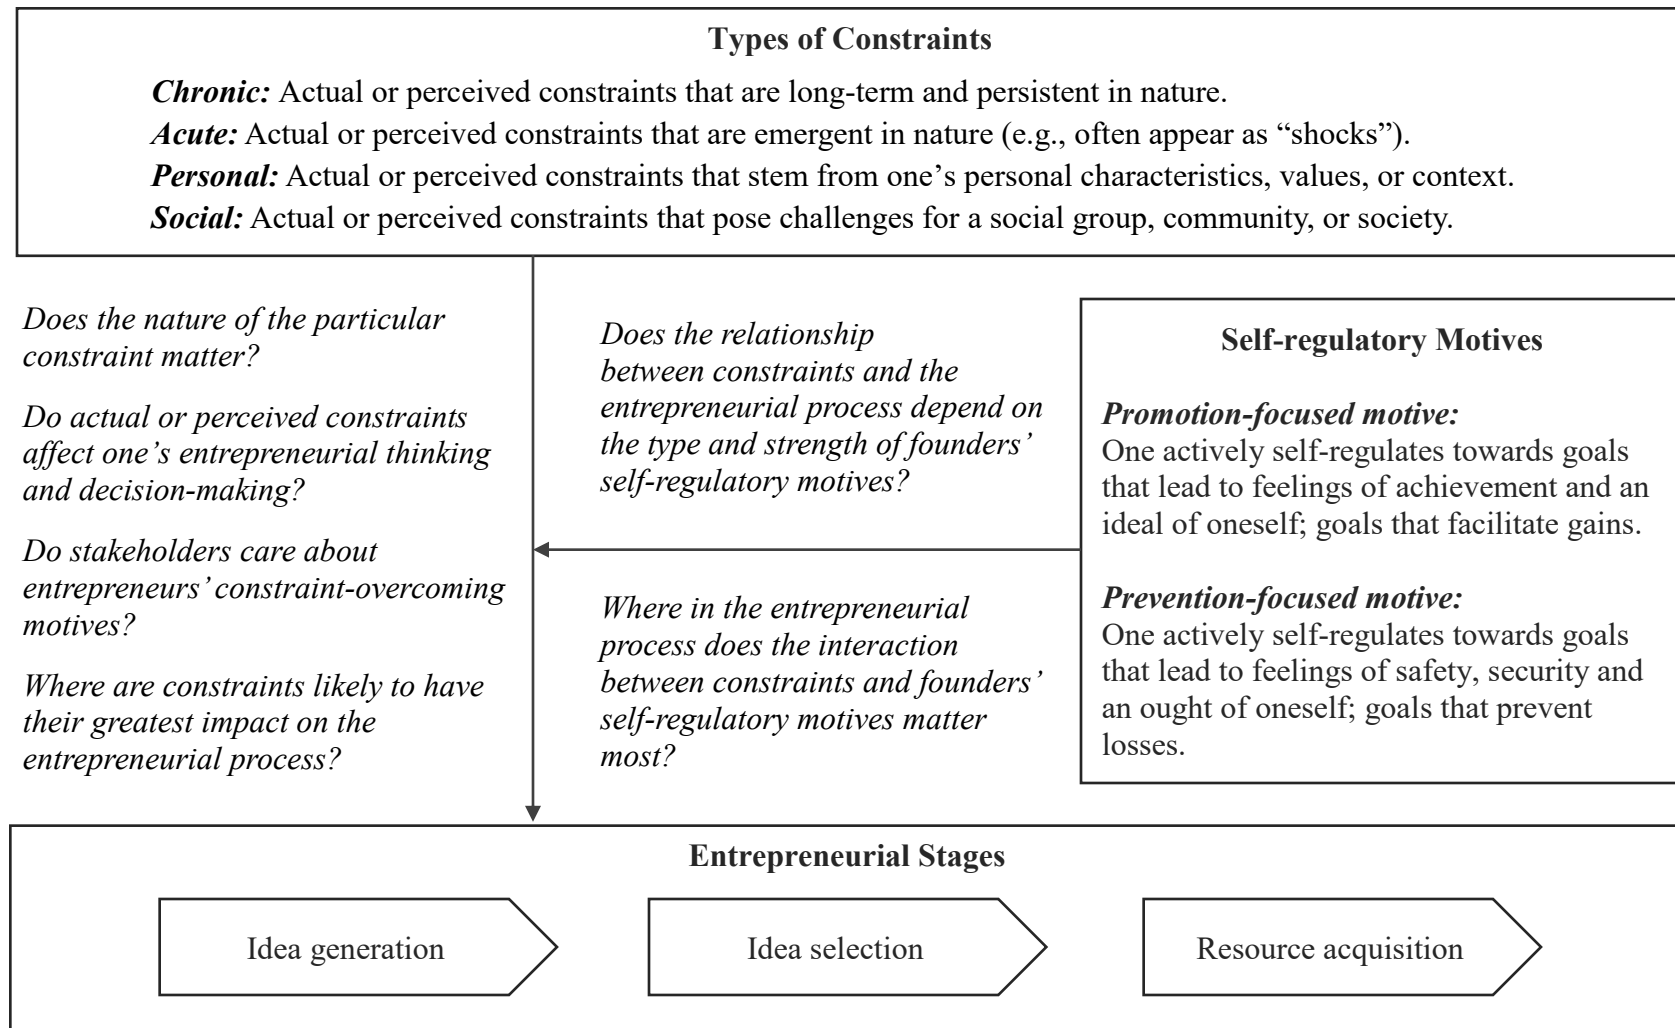 Types of Constraints
Chronic: Actual or perceived constraints that are long-term and persistent in nature.
Acute: Actual or perceived constraints that are emergent in nature (e.g., often appear as “shocks”).
Personal: Actual or perceived constraints that stem from one’s personal characteristics, values, or context.
Social: Actual or perceived constraints that pose challenges for a social group, community, or society.
Does the nature of the particular
constraint matter?
Do actual or perceived constraints
affect one’s entrepreneurial thinking
and decision-making?
Do stakeholders care about
entrepreneurs’ constraint-overcoming
motives?
Where are constraints likely to have
their greatest impact on the
entrepreneurial process?
Does the relationship
between constraints and the
entrepreneurial process depend on
the type and strength of founders’
self-regulatory motives?
Where in the entrepreneurial
process does the interaction
between constraints and founders’
self-regulatory motives matter
most?
Self-regulatory Motives
Promotion-focused motive:
One actively self-regulates towards goals
that lead to feelings of achievement and an
ideal of oneself; goals that facilitate gains.
Prevention-focused motive:
One actively self-regulates towards goals
that lead to feelings of safety, security and
an ought of oneself; goals that prevent
losses.
Entrepreneurial Stages
Idea generation
Idea selection
Resource acquisition